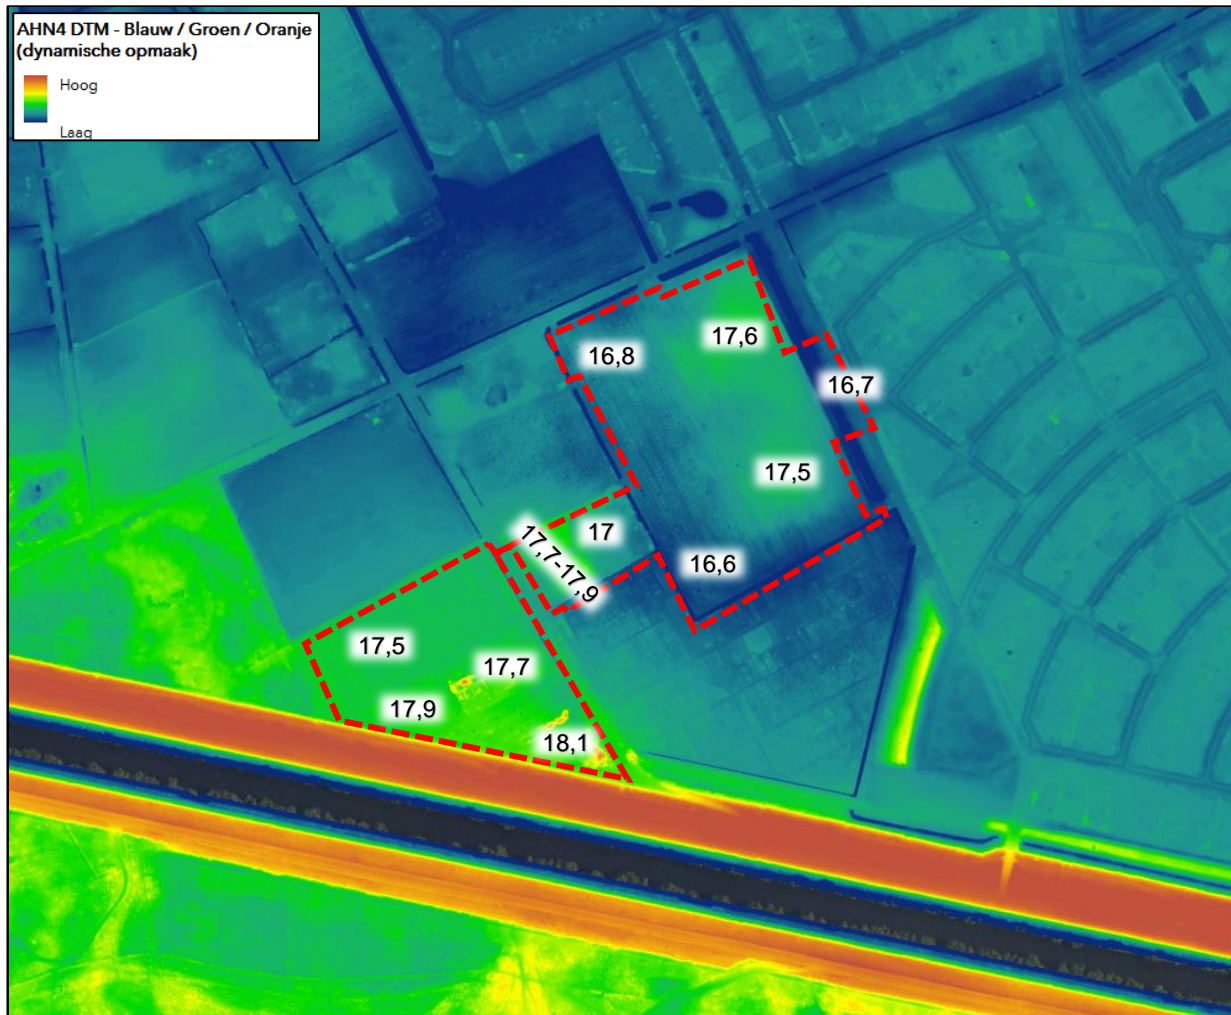 AHN4 DTM - Blauw / Groen / Oranje
(dynamische opmaak)
Hoog
Laag
17,6
16,8
16,7
17,5
17
17,7-17,9
16,6
17,5
17,7
17,9
18,1